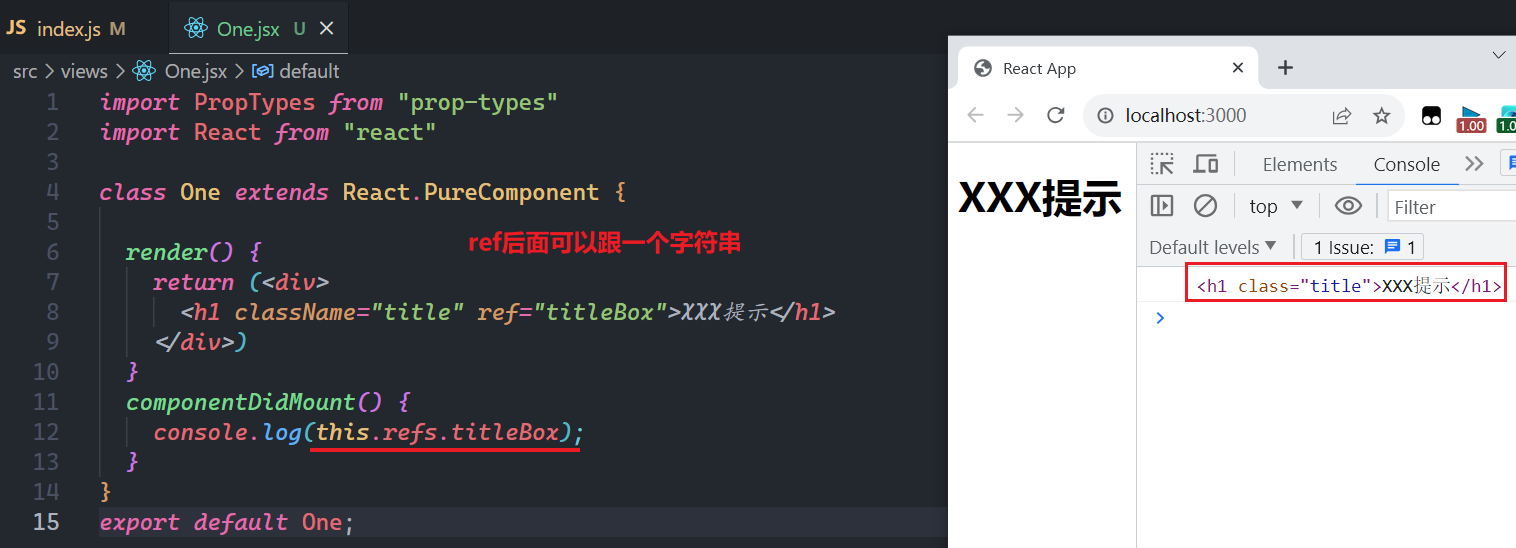 JS index.js M
One.jsx U
src > views > One.jsx > default
1 import PropTypes from "prop-types"
2 import React from "react"
3
4 class One extends React.PureComponent {
5
ref后面可以跟一个字符串
6 render() {
7 return (<div>
8 <h1 className="title" ref="titleBox">XXX提示</h1>
9 </div>)
10 }
11 componentDidMount() {
12 console.log(this.refs.titleBox);
13 }
14 }
15 export default One;
React App
localhost:3000
1.00
1.0
XXX提示
Elements Console
top Filter
Default levels 1 Issue: 1
<h1 class="title">XXX提示</h1>